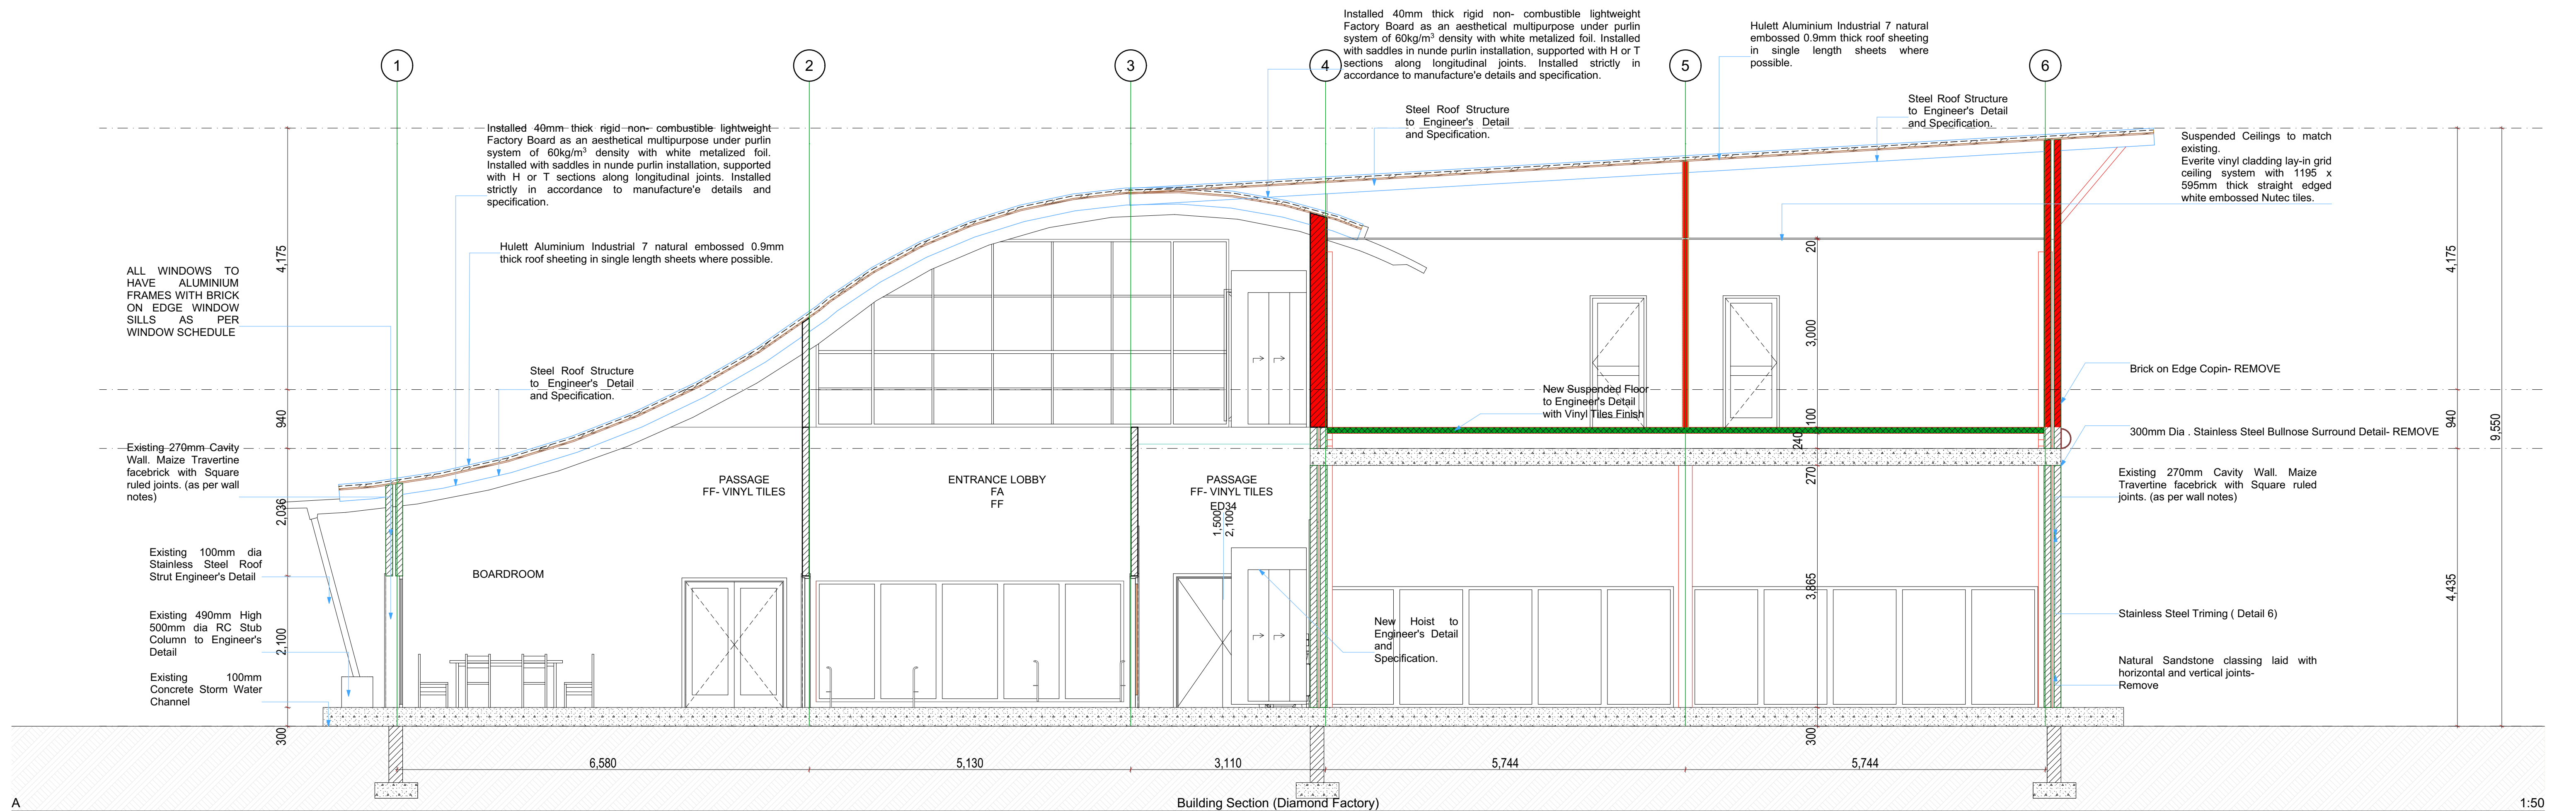 Installed 40mm thick rigid non- combustible lightweight
Factory Board as an aesthetical multipurpose under purlin
system of 60kg/m³ density with white metalized foil. Installed
with saddles in nunde purlin installation, supported with H or T
sections along longitudinal joints. Installed strictly in
accordance to manufacture'e details and specification.
Hulett Aluminium Industrial 7 natural
embossed 0.9mm thick roof sheeting
in single length sheets where
possible.
1
2
3
4
5
6
Steel Roof Structure
to Engineer's Detail
and Specification.
Steel Roof Structure
to Engineer's Detail
and Specification.
Installed 40mm thick rigid non- combustible lightweight
Factory Board as an aesthetical multipurpose under purlin
system of 60kg/m³ density with white metalized foil.
Installed with saddles in nunde purlin installation, supported
with H or T sections along longitudinal joints. Installed
strictly in accordance to manufacture'e details and
specification.
Suspended Ceilings to match
existing.
Everite vinyl cladding lay-in grid
ceiling system with 1195 x
595mm thick straight edged
white embossed Nutec tiles.
Hulett Aluminium Industrial 7 natural embossed 0.9mm
thick roof sheeting in single length sheets where possible.
4,175
20
4,175
ALL WINDOWS TO
HAVE ALUMINIUM
FRAMES WITH BRICK
ON EDGE WINDOW
SILLS AS PER
WINDOW SCHEDULE
3,000
Steel Roof Structure
to Engineer's Detail
and Specification.
Brick on Edge Copin- REMOVE
New Suspended Floor
to Engineer's Detail
with Vinyl Tiles Finish
940
100
940
9,550
240
300mm Dia . Stainless Steel Bullnose Surround Detail- REMOVE
Existing 270mm Cavity
Wall. Maize Travertine
facebrick with Square
ruled joints. (as per wall
notes)
2,036
PASSAGE
FF- VINYL TILES
ENTRANCE LOBBY
FA
FF
PASSAGE
FF- VINYL TILES
ED34
1,500
2,100
270
Existing 270mm Cavity Wall. Maize
Travertine facebrick with Square ruled
joints. (as per wall notes)
Existing 100mm dia
Stainless Steel Roof
Strut Engineer's Detail
BOARDROOM
3,865
4,435
Existing 490mm High
500mm dia RC Stub
Column to Engineer's
Detail
2,100
New Hoist to
Engineer's Detail
and
Specification.
Stainless Steel Triming ( Detail 6)
Natural Sandstone classing laid with
horizontal and vertical joints-
Remove
Existing 100mm
Concrete Storm Water
Channel
300
300
6,580
5,130
3,110
5,744
5,744
A
Building Section (Diamond Factory)
1:50